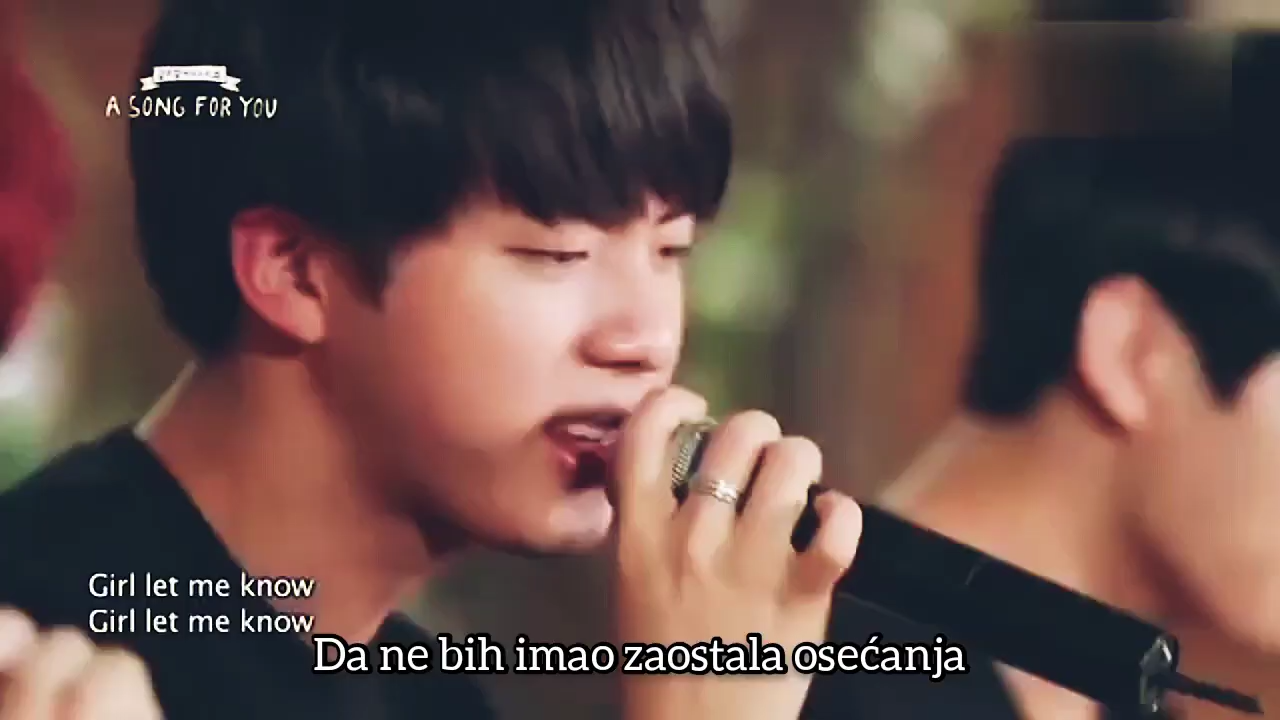 A SONG FOR YOU
Girl let me know
Girl let me know
Da ne bih imao zaostala osećanja